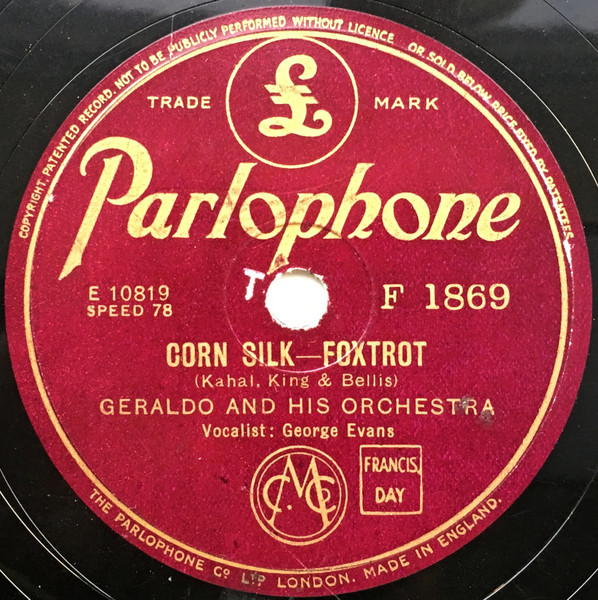 COPYRIGHT. PATENTED RECORD. NOT TO BE PUBLICLY PERFORMED WITHOUT LICENCE OR SOLD BELOW PRICE FIXED BY PATENTEES.
£
TRADE MARK
Parlophone
E 10819
SPEED 78
F 1869
CORN SILK—FOXTROT
(Kahal, King & Bellis)
GERALDO AND HIS ORCHESTRA
Vocalist: George Evans
MCPCo
FRANCIS,
DAY
THE PARLOPHONE Co LTD LONDON. MADE IN ENGLAND.